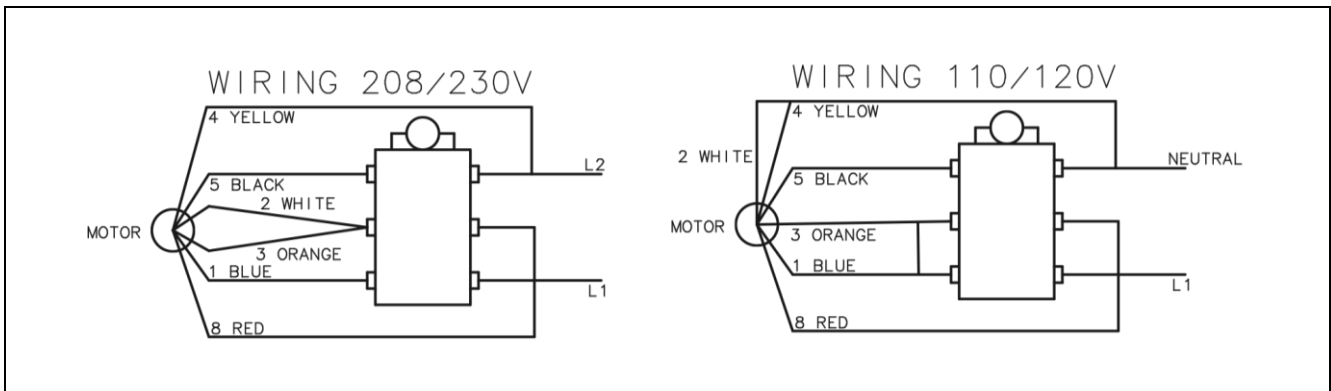 WIRING 208/230V
4 YELLOW
L2
5 BLACK
2 WHITE
MOTOR
3 ORANGE
1 BLUE
L1
8 RED
WIRING 110/120V
4 YELLOW
2 WHITE
NEUTRAL
5 BLACK
MOTOR
3 ORANGE
1 BLUE
L1
8 RED